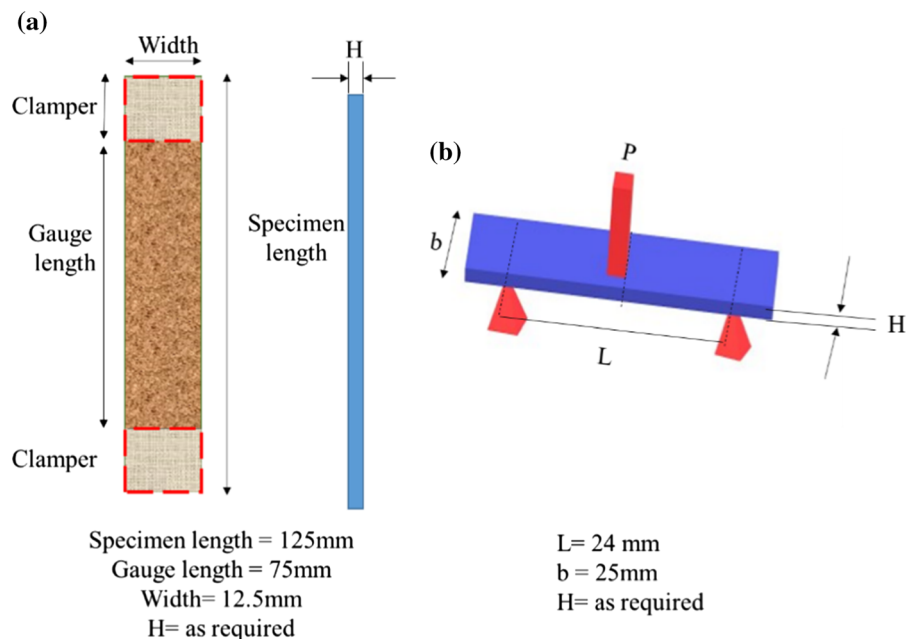 (a)
Width
H
Clamper
(b)
P
Gauge
length
Specimen
length
b
H
L
Clamper
Specimen length = 125mm
Gauge length = 75mm
Width= 12.5mm
H= as required
L= 24 mm
b = 25mm
H= as required